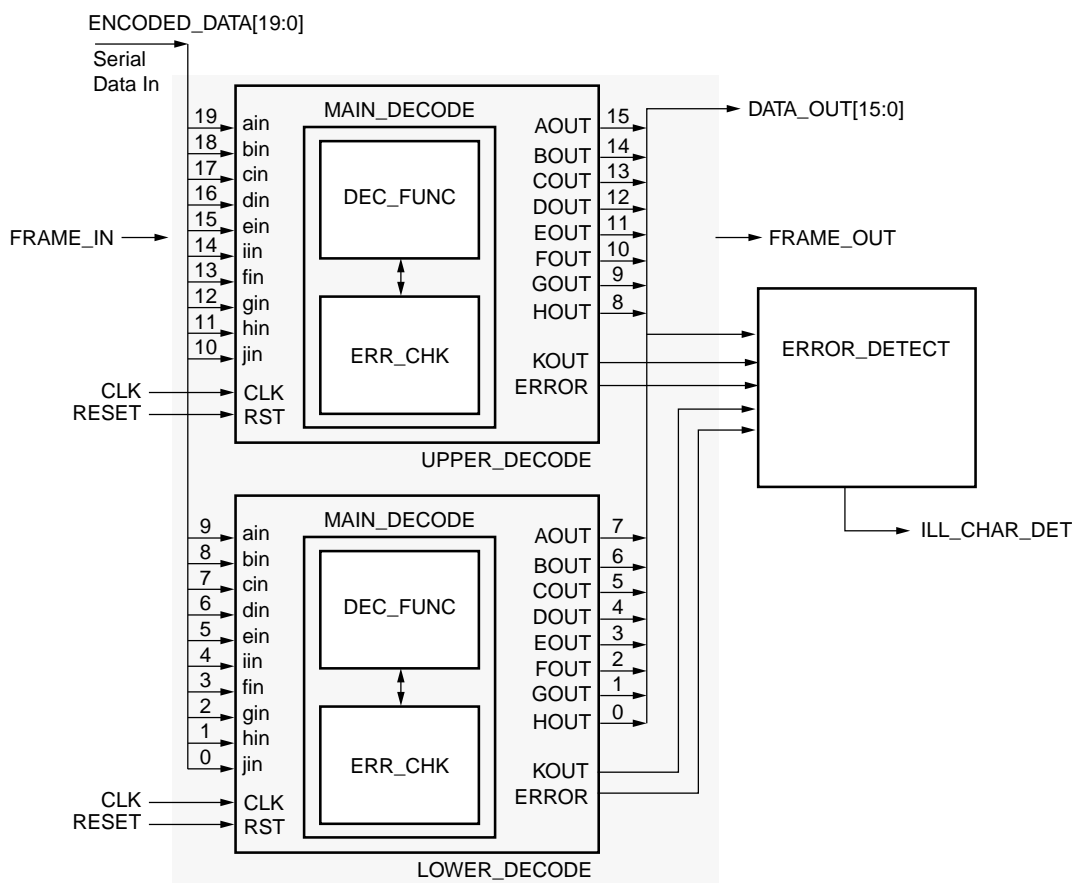 ENCODED_DATA[19:0]
Serial
Data In
MAIN_DECODE
DEC_FUNC
ERR_CHK
19 ain
18 bin
17 cin
16 din
15 ein
14 iin
13 fin
12 gin
11 hin
10 jin
CLK CLK
RESET RST
FRAME_IN
AOUT 15
BOUT 14
COUT 13
DOUT 12
EOUT 11
FOUT 10
GOUT 9
HOUT 8
KOUT
ERROR
UPPER_DECODE
DATA_OUT[15:0]
FRAME_OUT
ERROR_DETECT
ILL_CHAR_DET
MAIN_DECODE
DEC_FUNC
ERR_CHK
9 ain
8 bin
7 cin
6 din
5 ein
4 iin
3 fin
2 gin
1 hin
0 jin
CLK CLK
RESET RST
AOUT 7
BOUT 6
COUT 5
DOUT 4
EOUT 3
FOUT 2
GOUT 1
HOUT 0
KOUT
ERROR
LOWER_DECODE